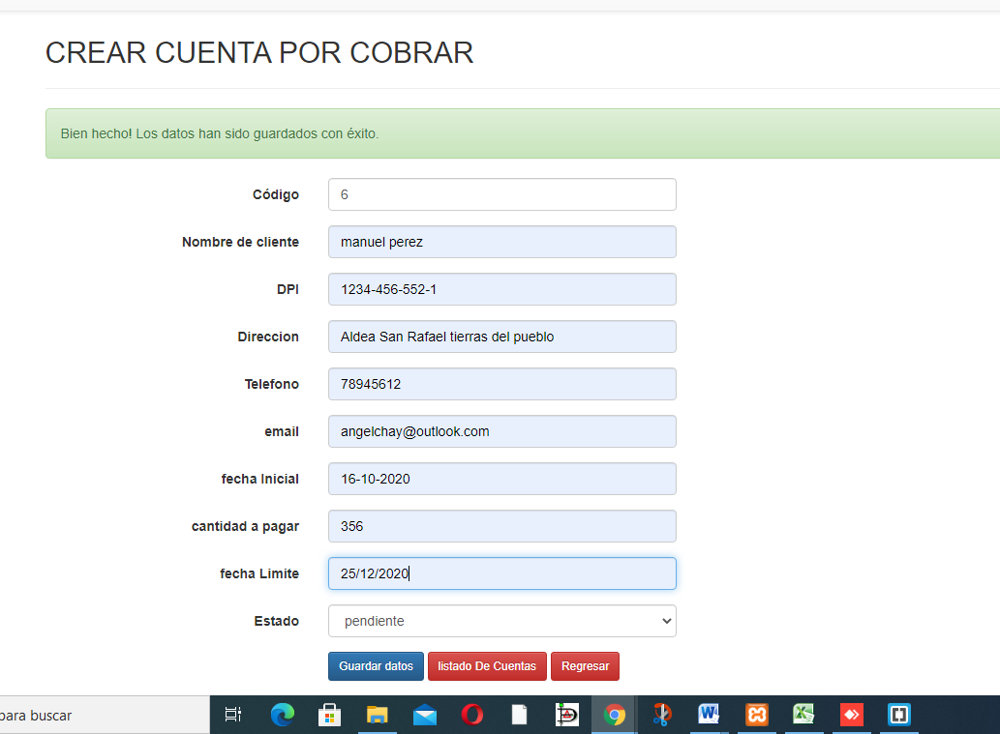 CREAR CUENTA POR COBRAR
Bien hecho! Los datos han sido guardados con éxito.
Código 6
Nombre de cliente manuel perez
DPI 1234-456-552-1
Direccion Aldea San Rafael tierras del pueblo
Telefono 78945612
email angelchay@outlook.com
fecha Inicial 16-10-2020
cantidad a pagar 356
fecha Limite 25/12/2020
Estado pendiente
Guardar datos listado De Cuentas Regresar
para buscar